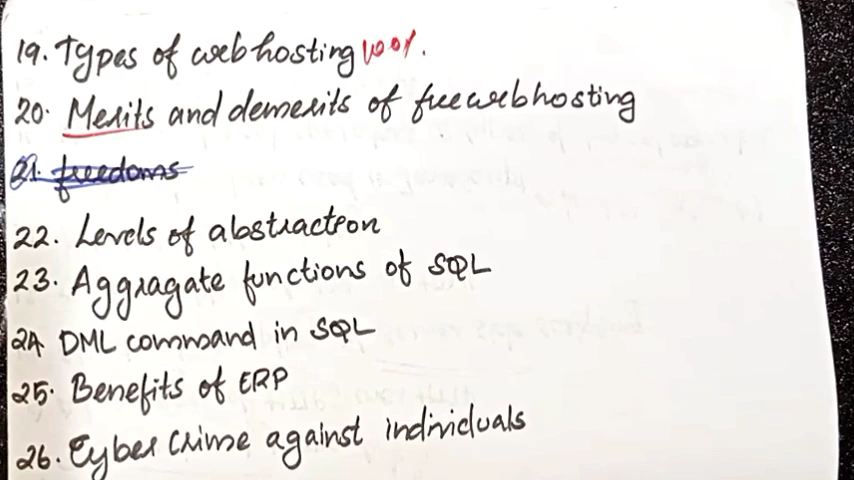 19. Types of webhosting 100%.
20. Merits and demerits of freewebhosting
21. freedoms
22. Levels of abstraction
23. Aggragate functions of SQL
24 DML command in SQL
25. Benefits of ERP
26. Cyber Crime against individuals